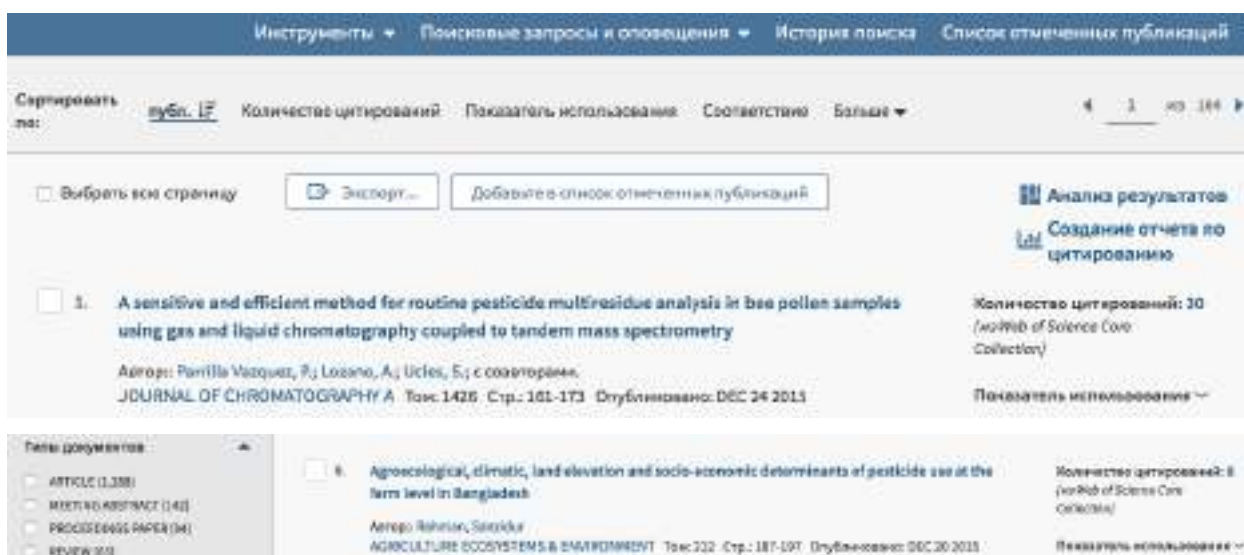 Инструменты Поисковые запросы и оповещения История поиска Список отмеченных публикаций
Сортировать по: публ. Количество цитирований Показатель использования Соответствие Больше 1 из 164
Выбрать всю страницу Экспорт... Добавьте в список отмеченных публикаций
Анализ результатов
Создание отчета по цитированию
1. A sensitive and efficient method for routine pesticide multiresidue analysis in bee pollen samples
using gas and liquid chromatography coupled to tandem mass spectrometry
Автор: Parrilla Vazquez, P.; Lozano, A.; Ucles, S.; с соавторами.
JOURNAL OF CHROMATOGRAPHY A Том: 1426 Стр.: 161-173 Опубликовано: DEC 24 2015
Количество цитирований: 30
(из Web of Science Core
Collection)
Показатель использования
Типы документов
ARTICLE (1,288)
MEETING ABSTRACT (142)
PROCEEDINGS PAPER (94)
REVIEW
Agroecological, climatic, land elevation and socio-economic determinants of pesticide use at the
farm level in Bangladesh
Автор: Rahman, Sanzidur
AGRICULTURE ECOSYSTEMS & ENVIRONMENT Том: 212 Стр.: 187-197 Опубликовано: DEC 20 2015
Количество цитирований: 8
(из Web of Science Core
Collection)
Показатель использования